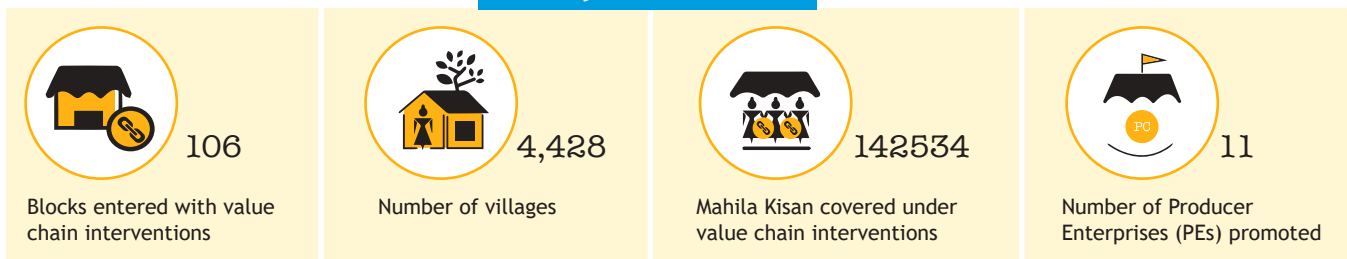 106
Blocks entered with value
chain interventions
4,428
Number of villages
142534
Mahila Kisan covered under
value chain interventions
PC
11
Number of Producer
Enterprises (PEs) promoted